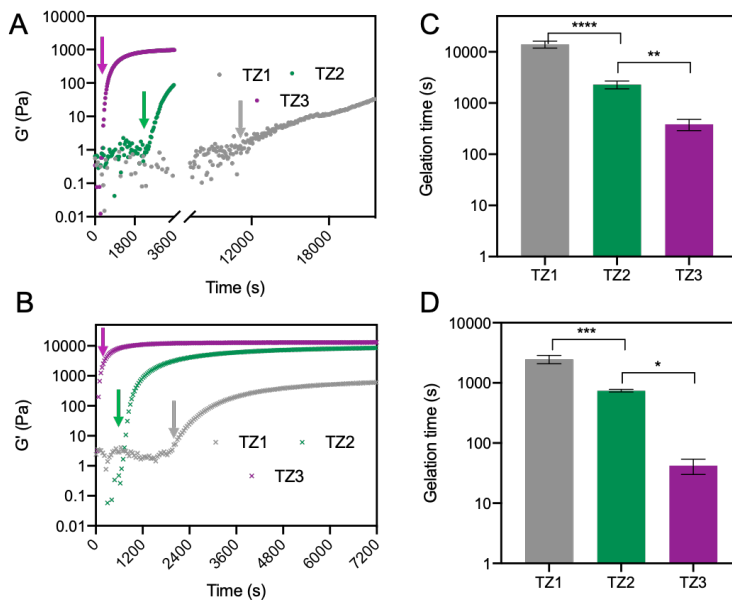 A
G' (Pa)
10000
1000
100
10
1
0.1
0.01
TZ1
TZ2
TZ3
0
1800
3600
12000
18000
Time (s)
B
G' (Pa)
10000
1000
100
10
1
0.1
0.01
TZ1
TZ2
TZ3
0
1200
2400
3600
4800
6000
7200
Time (s)
C
Gelation time (s)
10000
1000
100
10
1
****
**
TZ1
TZ2
TZ3
D
Gelation time (s)
10000
1000
100
10
1
***
*
TZ1
TZ2
TZ3